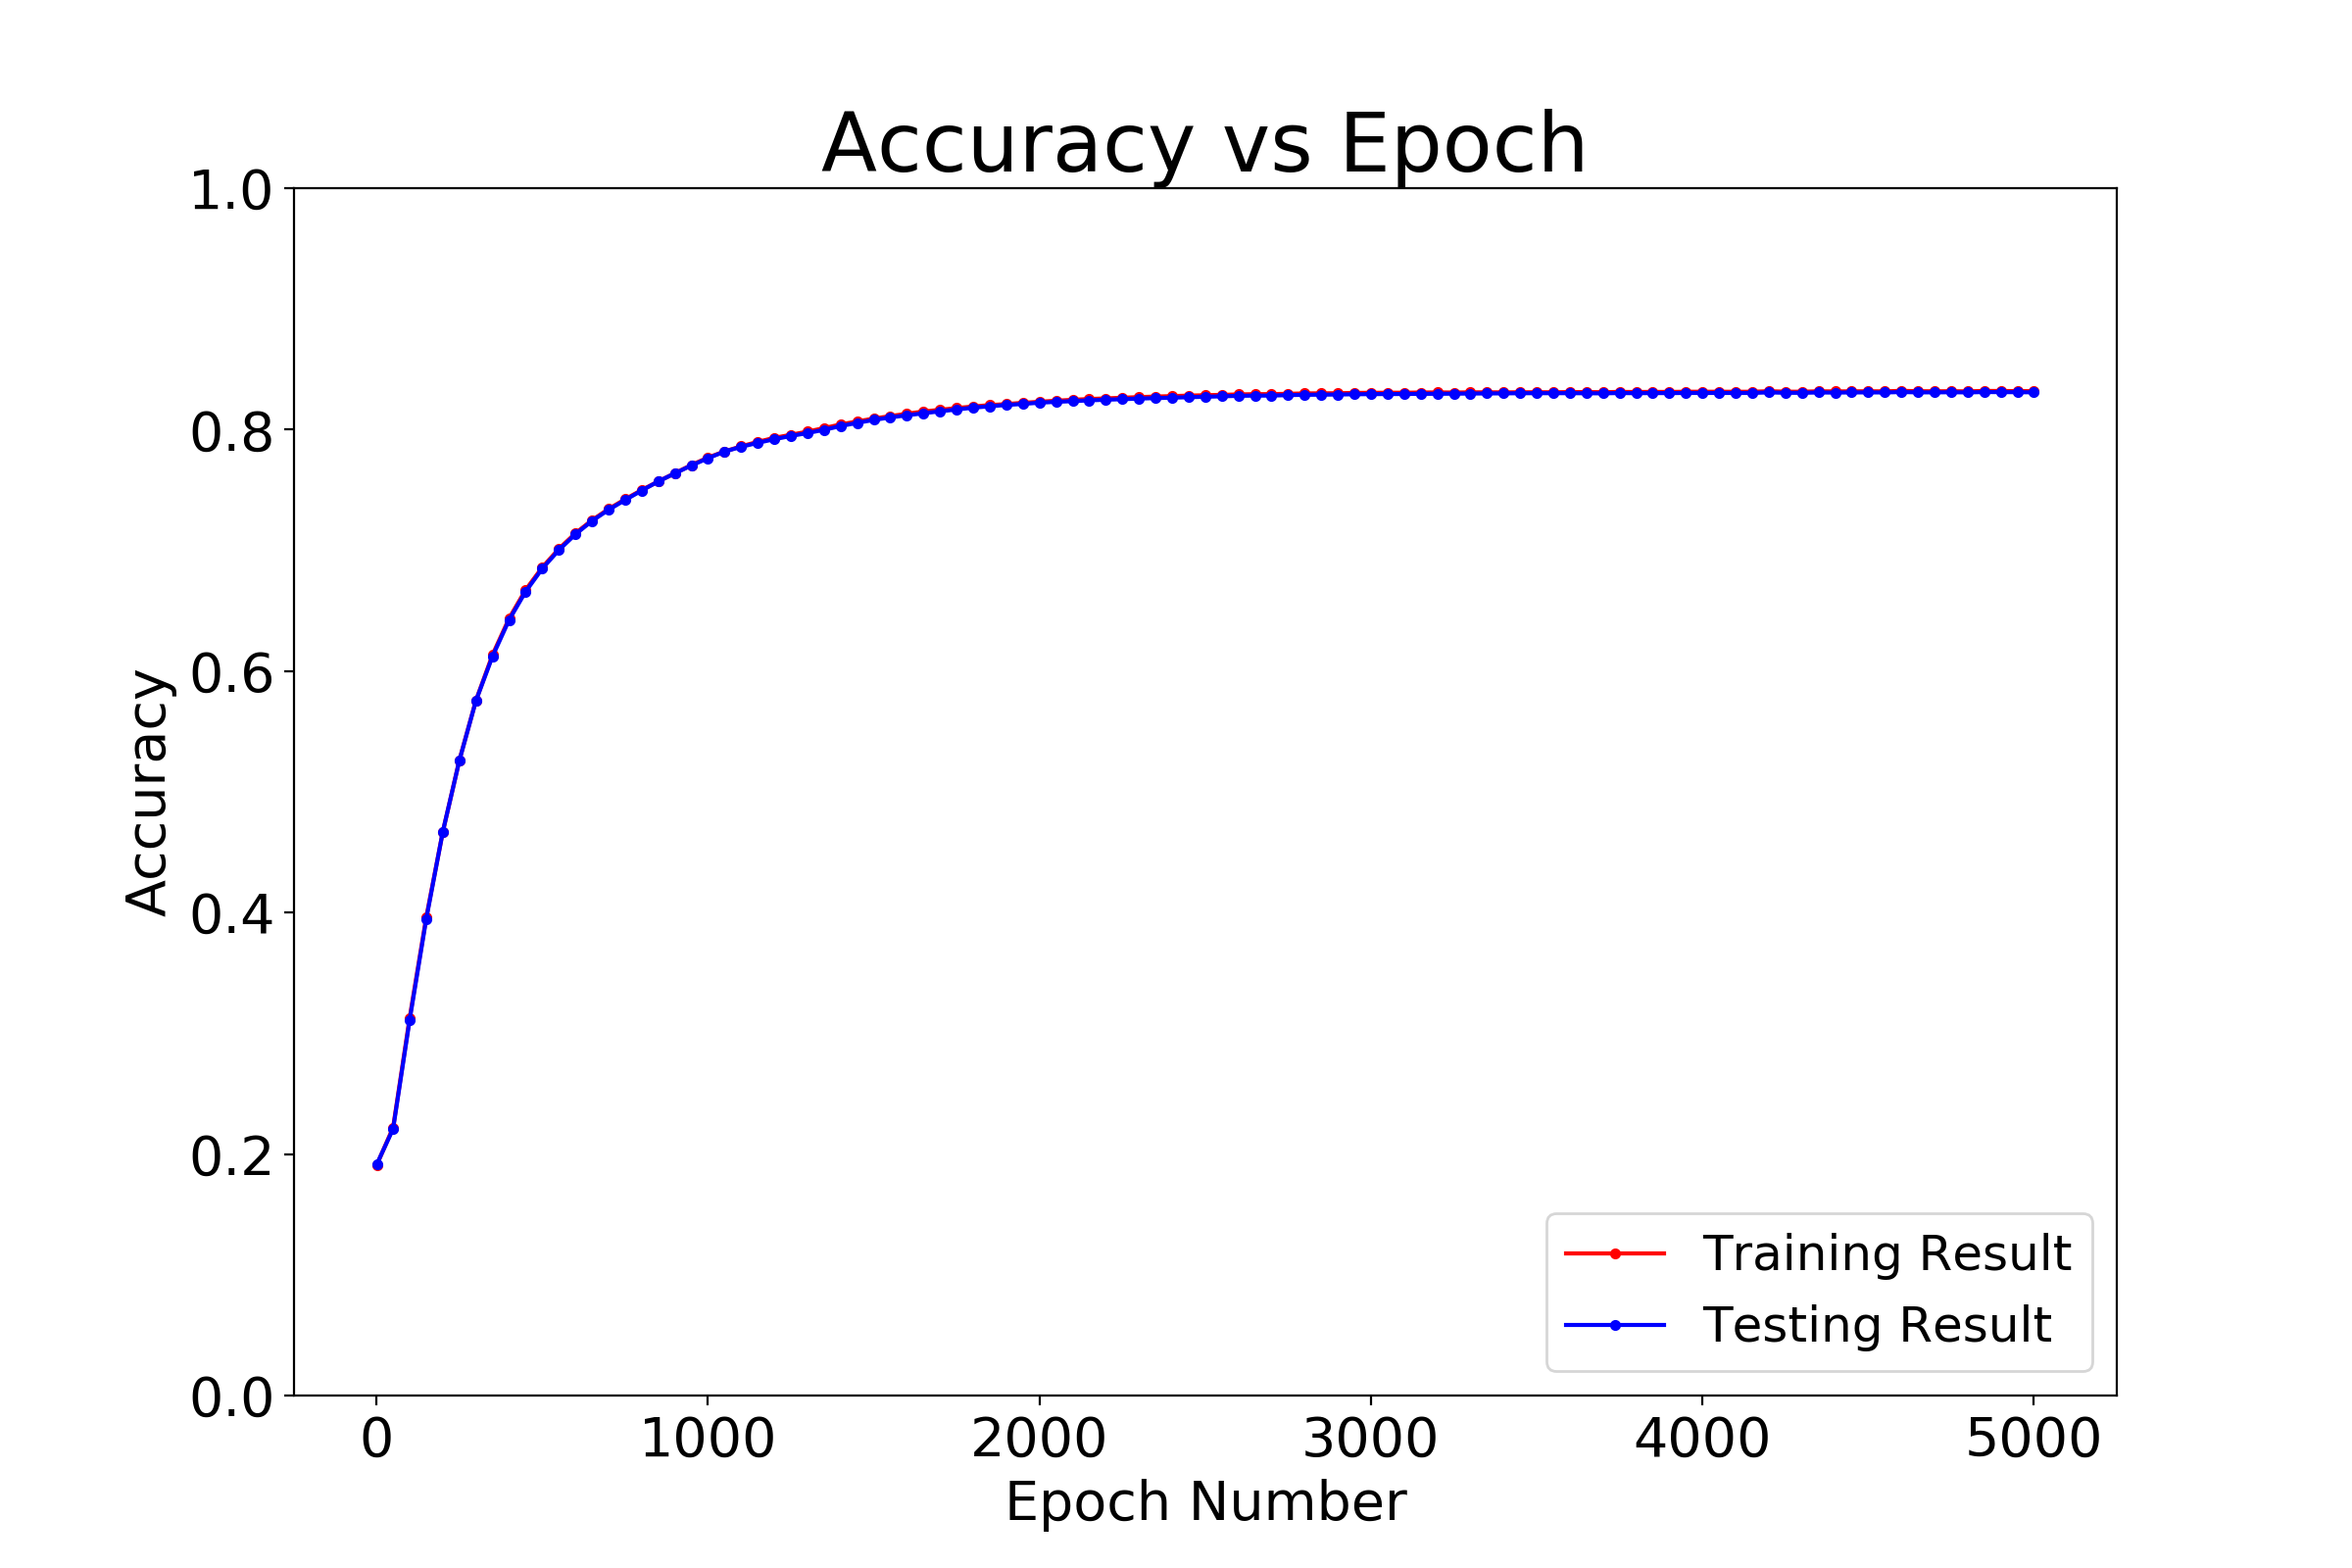 Accuracy vs Epoch
1.0
0.8
0.6
0.4
0.2
0.0
Accuracy
0 1000 2000 3000 4000 5000
Epoch Number
Training Result
Testing Result